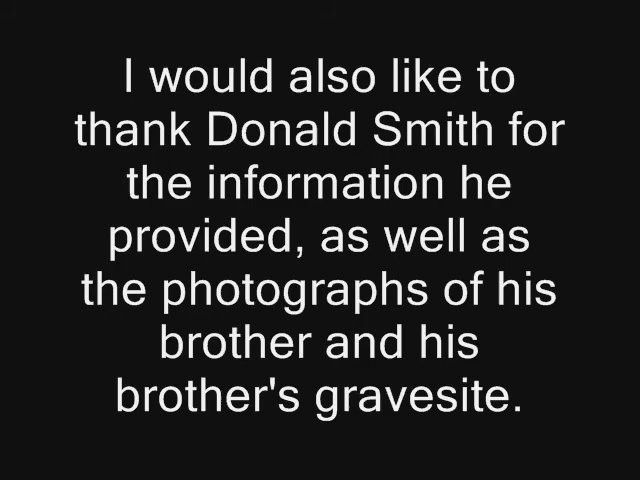 I would also like to
thank Donald Smith for
the information he
provided, as well as
the photographs of his
brother and his
brother's gravesite.